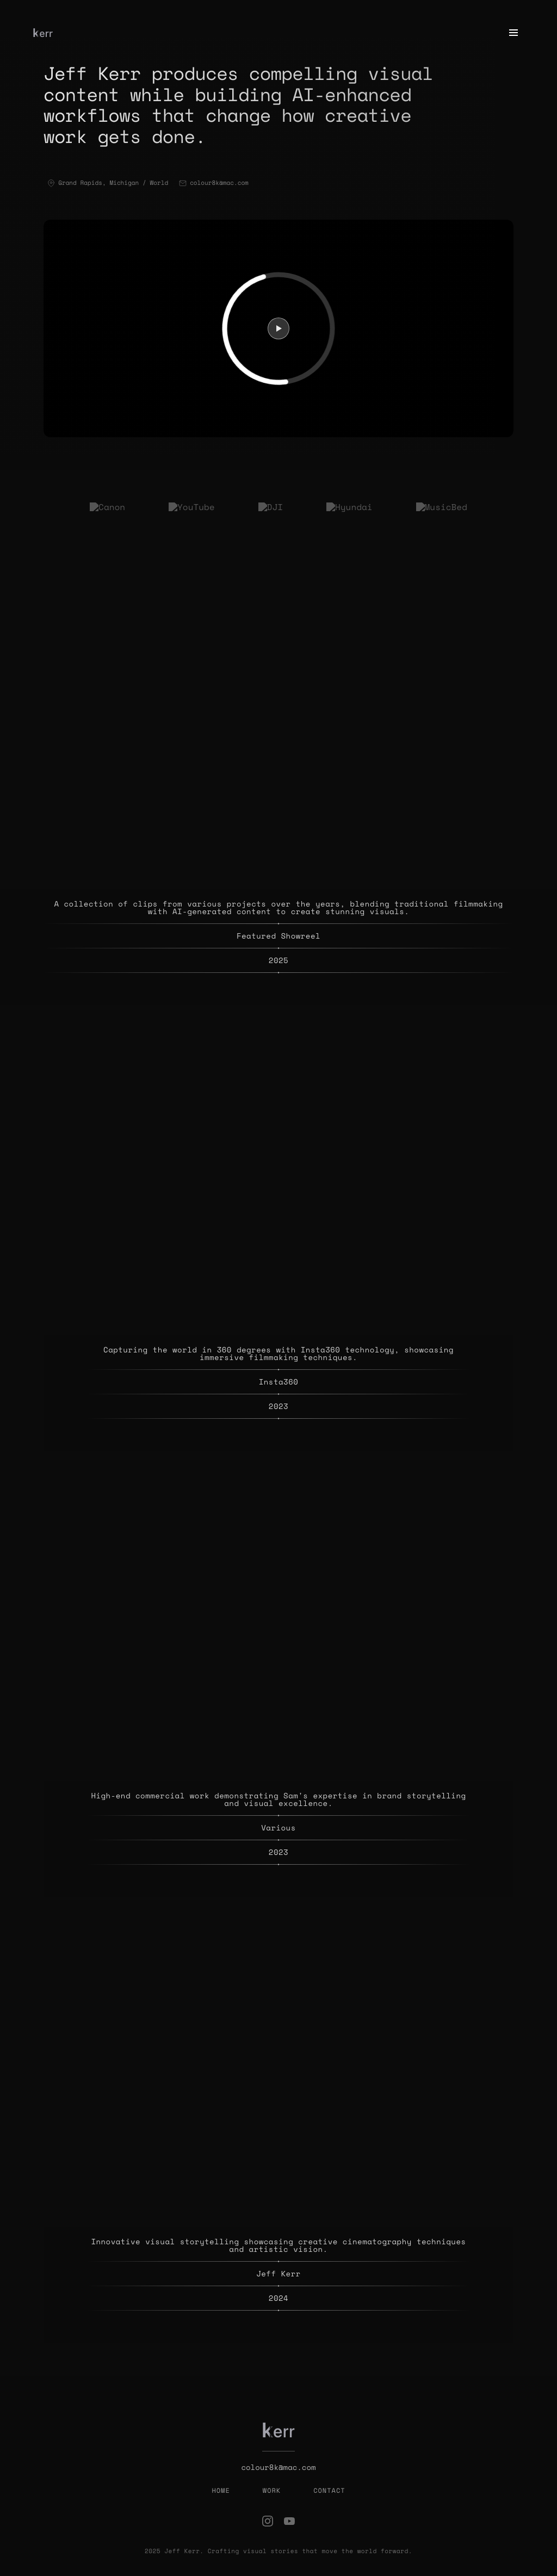 kerr
Jeff Kerr produces compelling visual
content while building AI-enhanced
workflows that change how creative
work gets done.
Grand Rapids, Michigan / World
colour8k@mac.com
Canon
YouTube
DJI
Hyundai
MusicBed
A collection of clips from various projects over the years, blending traditional filmmaking
with AI-generated content to create stunning visuals.
Featured Showreel
2025
Capturing the world in 360 degrees with Insta360 technology, showcasing
immersive filmmaking techniques.
Insta360
2023
High-end commercial work demonstrating Sam's expertise in brand storytelling
and visual excellence.
Various
2023
Innovative visual storytelling showcasing creative cinematography techniques
and artistic vision.
Jeff Kerr
2024
kerr
colour8k@mac.com
HOME WORK CONTACT
2025 Jeff Kerr. Crafting visual stories that move the world forward.